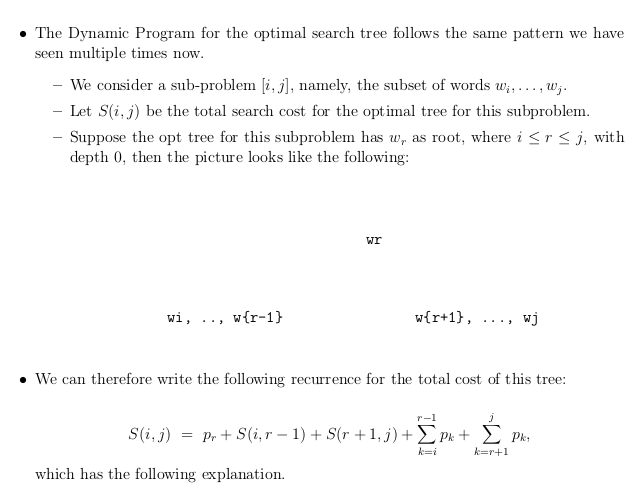 • The Dynamic Program for the optimal search tree follows the same pattern we have
seen multiple times now.
– We consider a sub-problem [i, j], namely, the subset of words w_i, . . . , w_j.
– Let S(i, j) be the total search cost for the optimal tree for this subproblem.
– Suppose the opt tree for this subproblem has w_r as root, where i ≤ r ≤ j, with
depth 0, then the picture looks like the following:
wr
wi, .., w{r-1} w{r+1}, ..., wj
• We can therefore write the following recurrence for the total cost of this tree:
S(i, j) = p_r + S(i, r − 1) + S(r + 1, j) + ∑_{k=i}^{r−1} p_k + ∑_{k=r+1}^{j} p_k,
which has the following explanation.